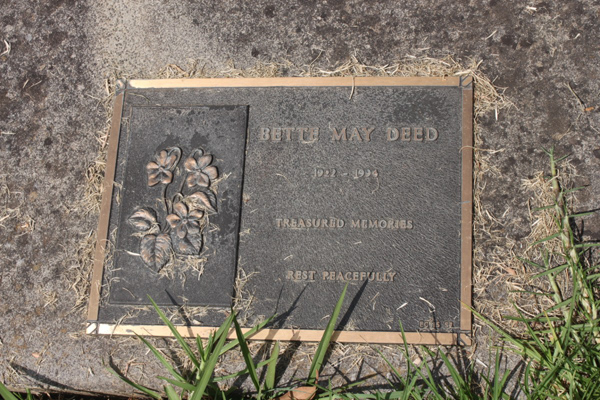 BETTE MAY DEED
TREASURED MEMORIES
REST PEACEFULLY